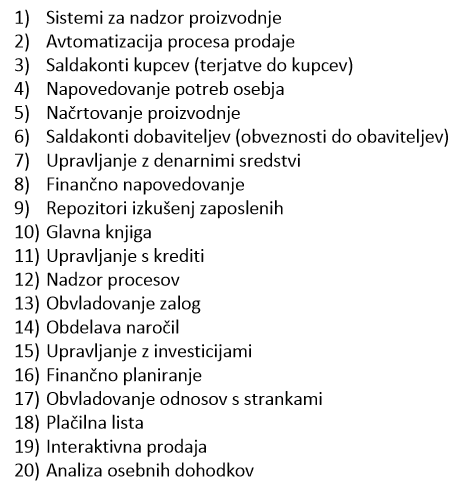 1) Sistemi za nadzor proizvodnje
2) Avtomatizacija procesa prodaje
3) Saldakonti kupcev (terjatve do kupcev)
4) Napovedovanje potreb osebja
5) Načrtovanje proizvodnje
6) Saldakonti dobaviteljev (obveznosti do obaviteljev)
7) Upravljanje z denarnimi sredstvi
8) Finančno napovedovanje
9) Repozitori izkušenj zaposlenih
10) Glavna knjiga
11) Upravljanje s krediti
12) Nadzor procesov
13) Obvladovanje zalog
14) Obdelava naročil
15) Upravljanje z investicijami
16) Finančno planiranje
17) Obvladovanje odnosov s strankami
18) Plačilna lista
19) Interaktivna prodaja
20) Analiza osebnih dohodkov